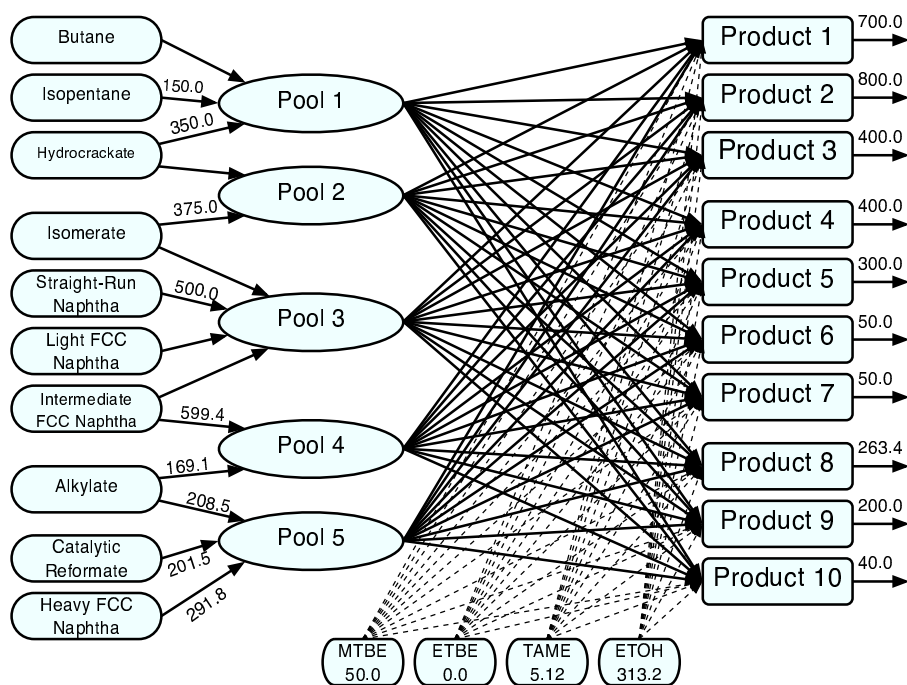 Butane
Isopentane
Hydrocrackate
Isomerate
Straight-Run
Naphtha
Light FCC
Naphtha
Intermediate
FCC Naphtha
Alkylate
Catalytic
Reformate
Heavy FCC
Naphtha
150.0
350.0
375.0
500.0
599.4
169.1
208.5
201.5
291.8
Pool 1
Pool 2
Pool 3
Pool 4
Pool 5
MTBE
50.0
ETBE
0.0
TAME
5.12
ETOH
313.2
Product 1
700.0
Product 2
800.0
Product 3
400.0
Product 4
400.0
Product 5
300.0
Product 6
50.0
Product 7
50.0
Product 8
263.4
Product 9
200.0
Product 10
40.0